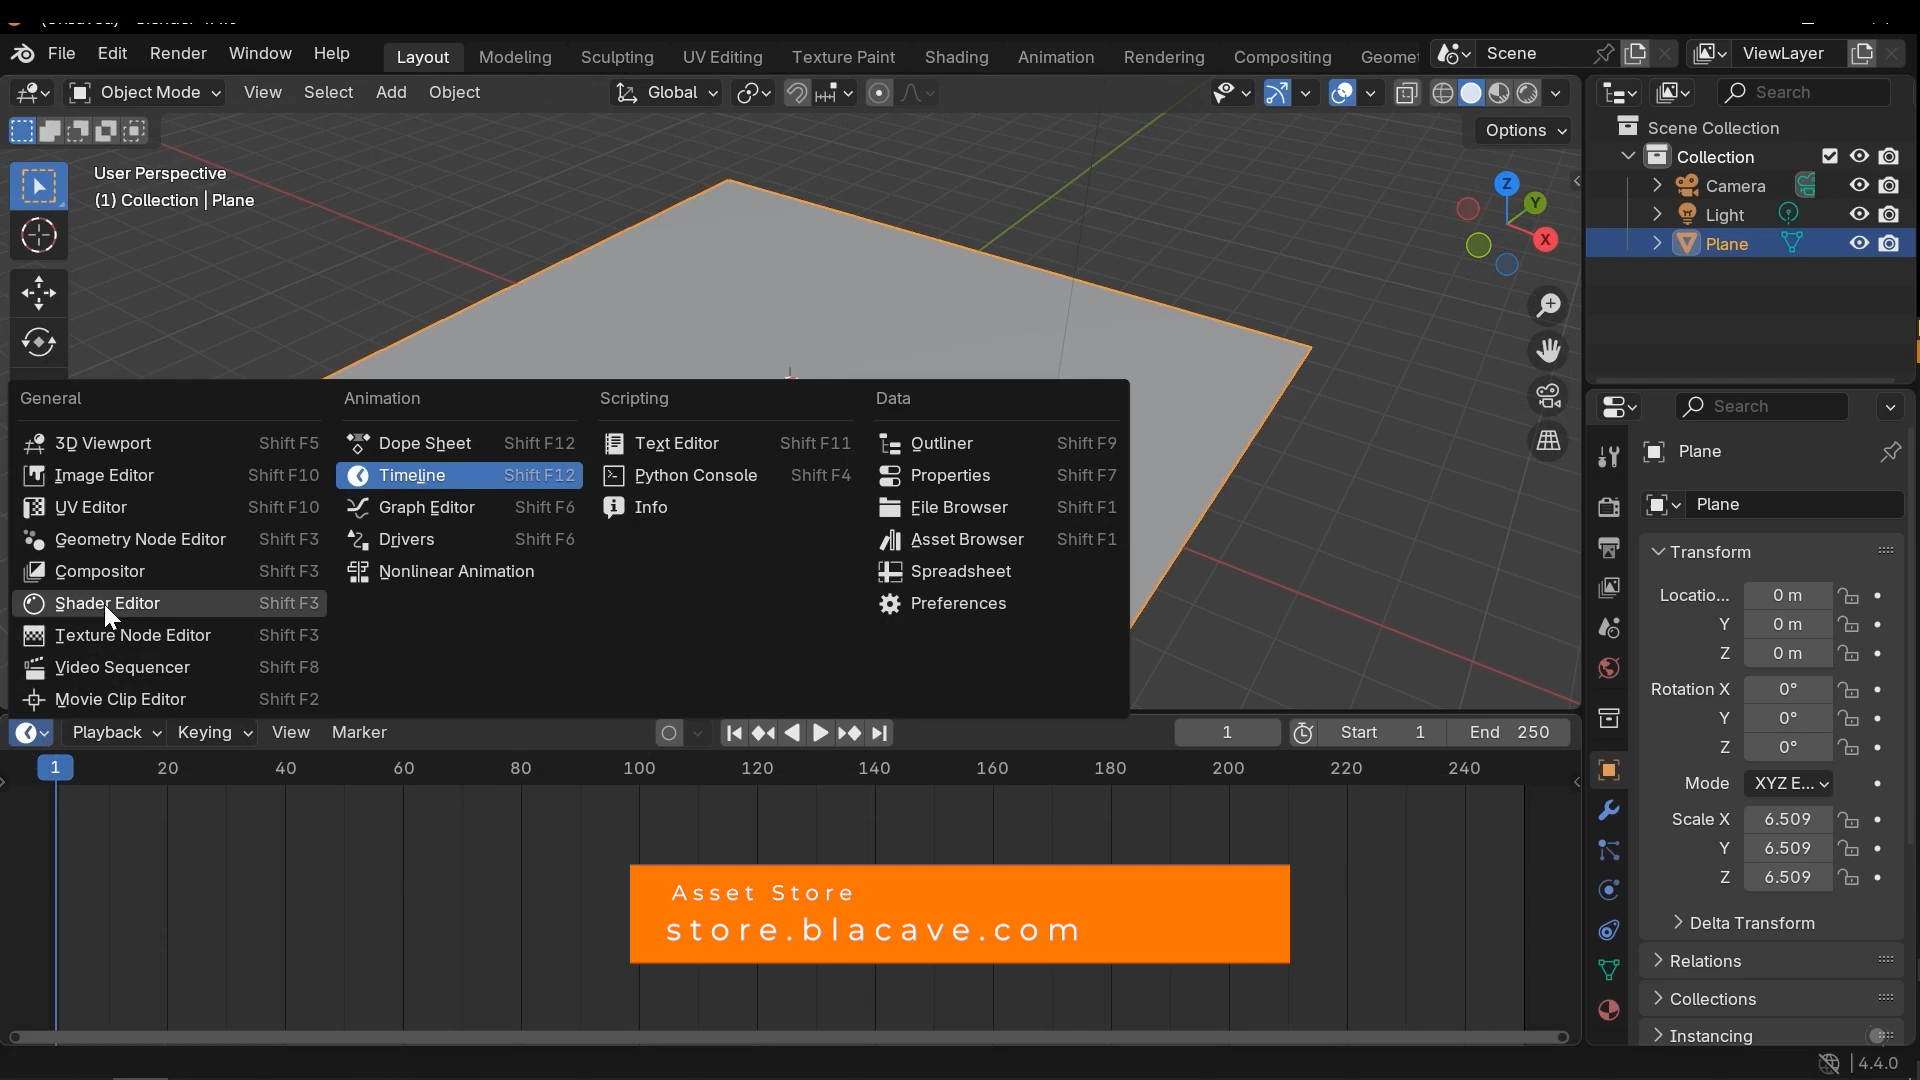 File Edit Render Window Help Layout Modeling Sculpting UV Editing Texture Paint Shading Animation Rendering Compositing Geomet Scene ViewLayer
Object Mode View Select Add Object Global Search
Options
User Perspective
(1) Collection | Plane
Z
Y
X
Scene Collection
Collection
Camera
Light
Plane
General
3D Viewport Shift F5
Image Editor Shift F10
UV Editor Shift F10
Geometry Node Editor Shift F3
Compositor Shift F3
Shader Editor Shift F3
Texture Node Editor Shift F3
Video Sequencer Shift F8
Movie Clip Editor Shift F2
Animation
Dope Sheet Shift F12
Timeline Shift F12
Graph Editor Shift F6
Drivers Shift F6
Nonlinear Animation
Scripting
Text Editor Shift F11
Python Console Shift F4
Info
Data
Outliner Shift F9
Properties Shift F7
File Browser Shift F1
Asset Browser Shift F1
Spreadsheet
Preferences
Search
Plane
Plane
Transform
Locatio... 0 m
Y 0 m
Z 0 m
Rotation X 0°
Y 0°
Z 0°
Mode XYZ E...
Scale X 6.509
Y 6.509
Z 6.509
Delta Transform
Relations
Collections
Instancing
Playback Keying View Marker 1 Start 1 End 250
1 20 40 60 80 100 120 140 160 180 200 220 240
Asset Store
store.blacave.com
4.4.0